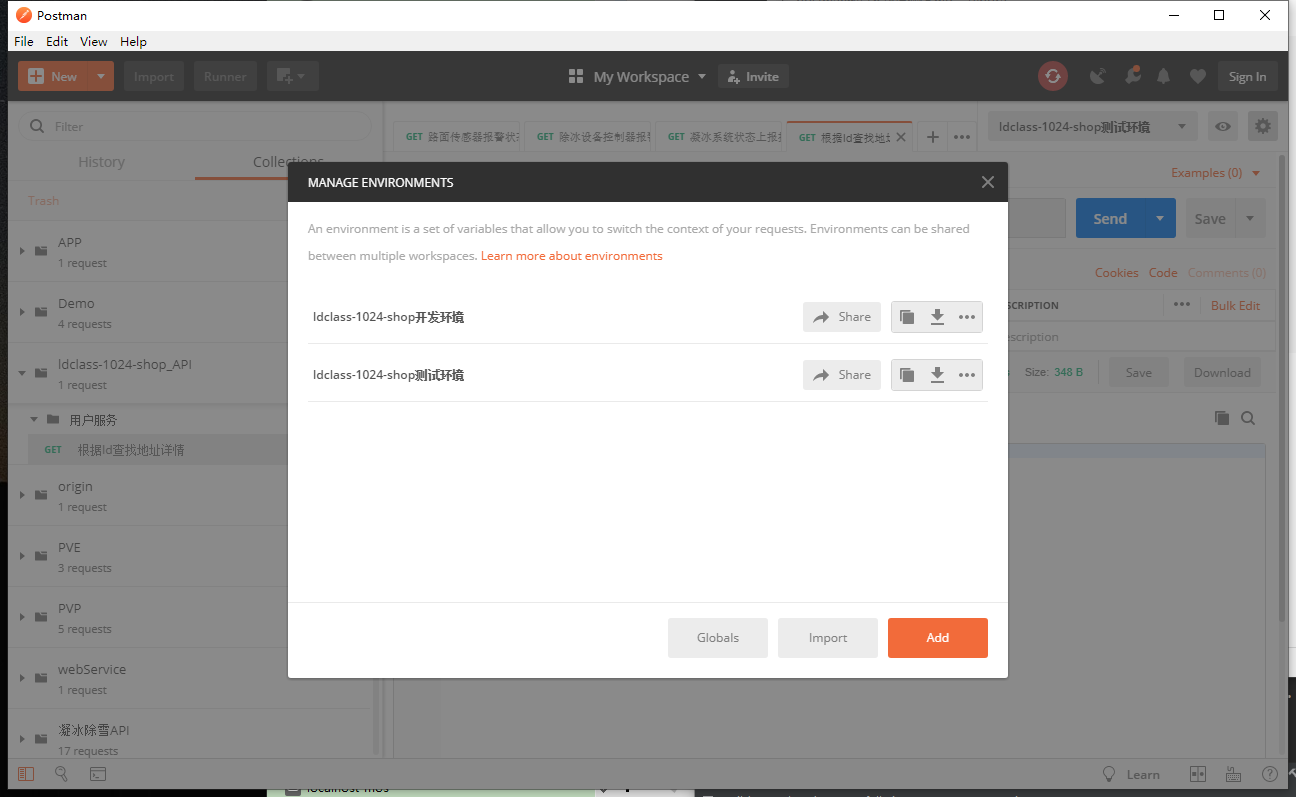 Postman
File Edit View Help
New Import Runner My Workspace Invite Sign In
Filter
History Collections
Trash
APP
1 request
Demo
4 requests
ldclass-1024-shop_API
1 request
用户服务
GET 根据Id查找地址详情
origin
1 request
PVE
3 requests
PVP
5 requests
webService
1 request
凝冰除雪API
17 requests
GET 路面传感器报警状 GET 除冰设备控制器报 GET 凝冰系统状态上报 GET 根据Id查找地 ldclass-1024-shop测试环境
Examples (0)
Send Save
Cookies Code Comments (0)
Bulk Edit
Size: 348 B Save Download
MANAGE ENVIRONMENTS
An environment is a set of variables that allow you to switch the context of your requests. Environments can be shared
between multiple workspaces. Learn more about environments
ldclass-1024-shop开发环境 Share
ldclass-1024-shop测试环境 Share
Globals Import Add
Learn